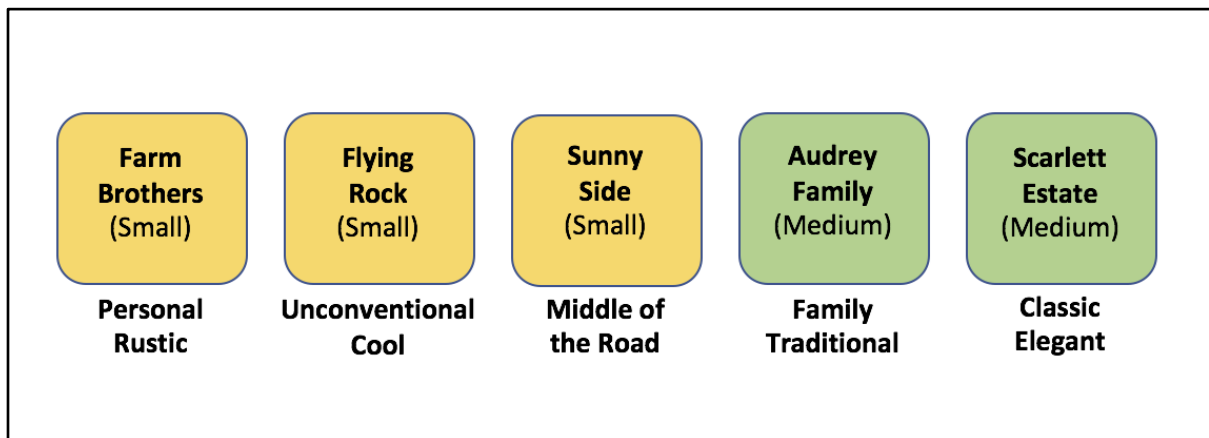 Farm
Brothers
(Small)
Flying
Rock
(Small)
Sunny
Side
(Small)
Audrey
Family
(Medium)
Scarlett
Estate
(Medium)
Personal
Rustic
Unconventional
Cool
Middle of
the Road
Family
Traditional
Classic
Elegant